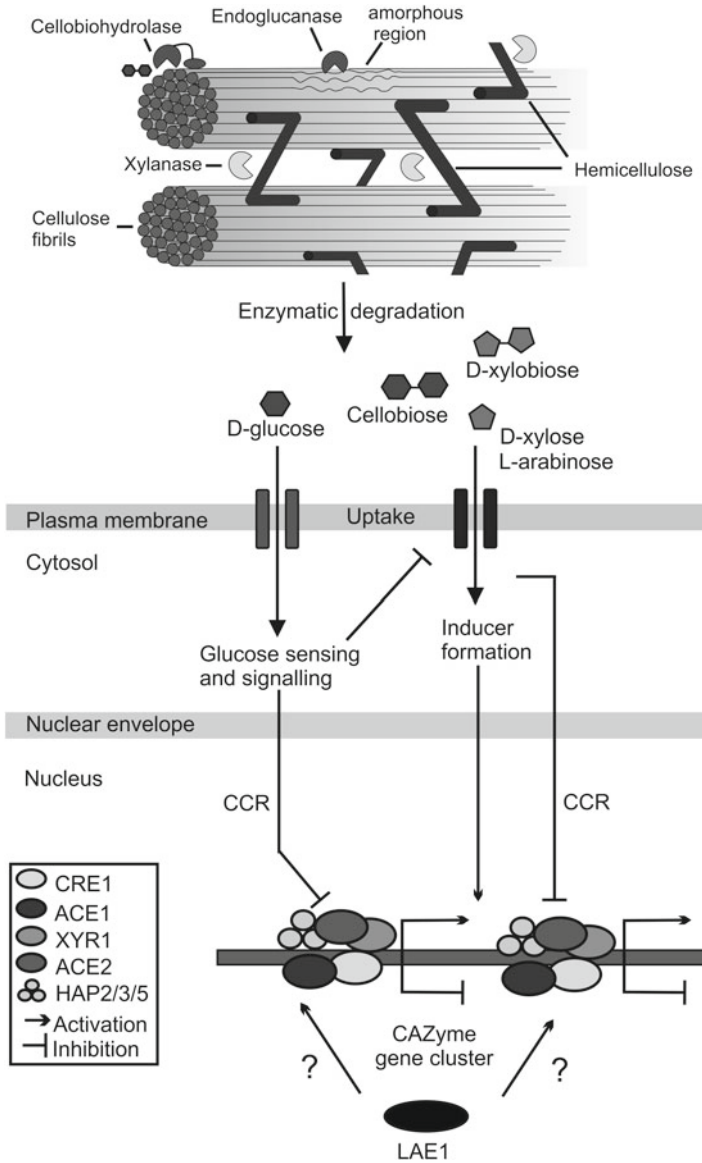 Cellobiohydrolase
Endoglucanase
amorphous
region
Xylanase
Hemicellulose
Cellulose
fibrils
Enzymatic degradation
D-xylobiose
Cellobiose
D-glucose
D-xylose
L-arabinose
Plasma membrane
Uptake
Cytosol
Inducer
formation
Glucose sensing
and signalling
Nuclear envelope
Nucleus
CCR
CCR
CRE1
ACE1
XYR1
ACE2
HAP2/3/5
Activation
Inhibition
CAZyme
gene cluster
?
?
LAE1